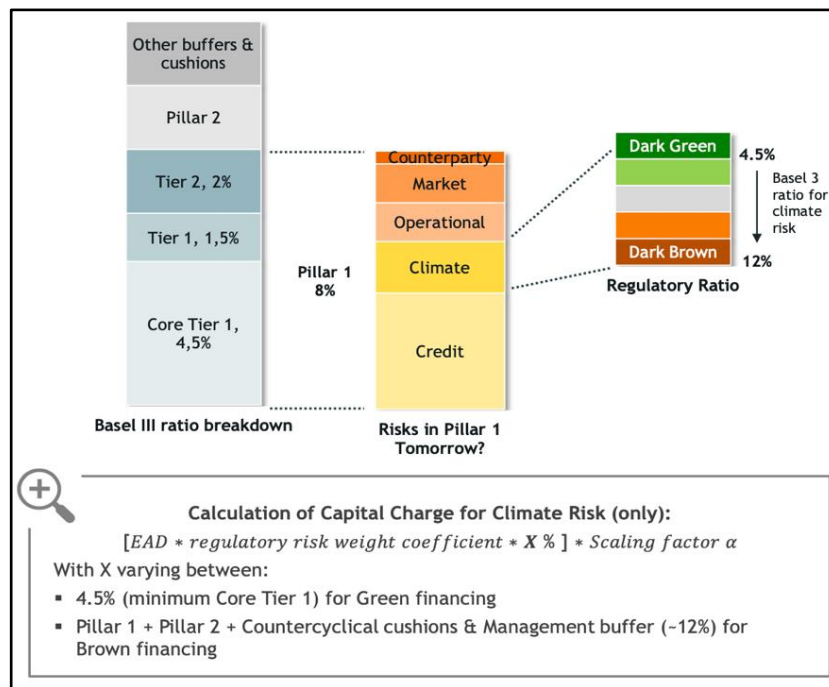 Other buffers &
cushions
Pillar 2
Tier 2, 2%
Tier 1, 1,5%
Core Tier 1,
4,5%
Basel III ratio breakdown
Pillar 1
8%
Counterparty
Market
Operational
Climate
Credit
Risks in Pillar 1
Tomorrow?
Dark Green
Dark Brown
4.5%
Basel 3
ratio for
climate
risk
12%
Regulatory Ratio
Calculation of Capital Charge for Climate Risk (only):
[EAD * regulatory risk weight coefficient * X % ] * Scaling factor α
With X varying between:
▪ 4.5% (minimum Core Tier 1) for Green financing
▪ Pillar 1 + Pillar 2 + Countercyclical cushions & Management buffer (~12%) for
Brown financing